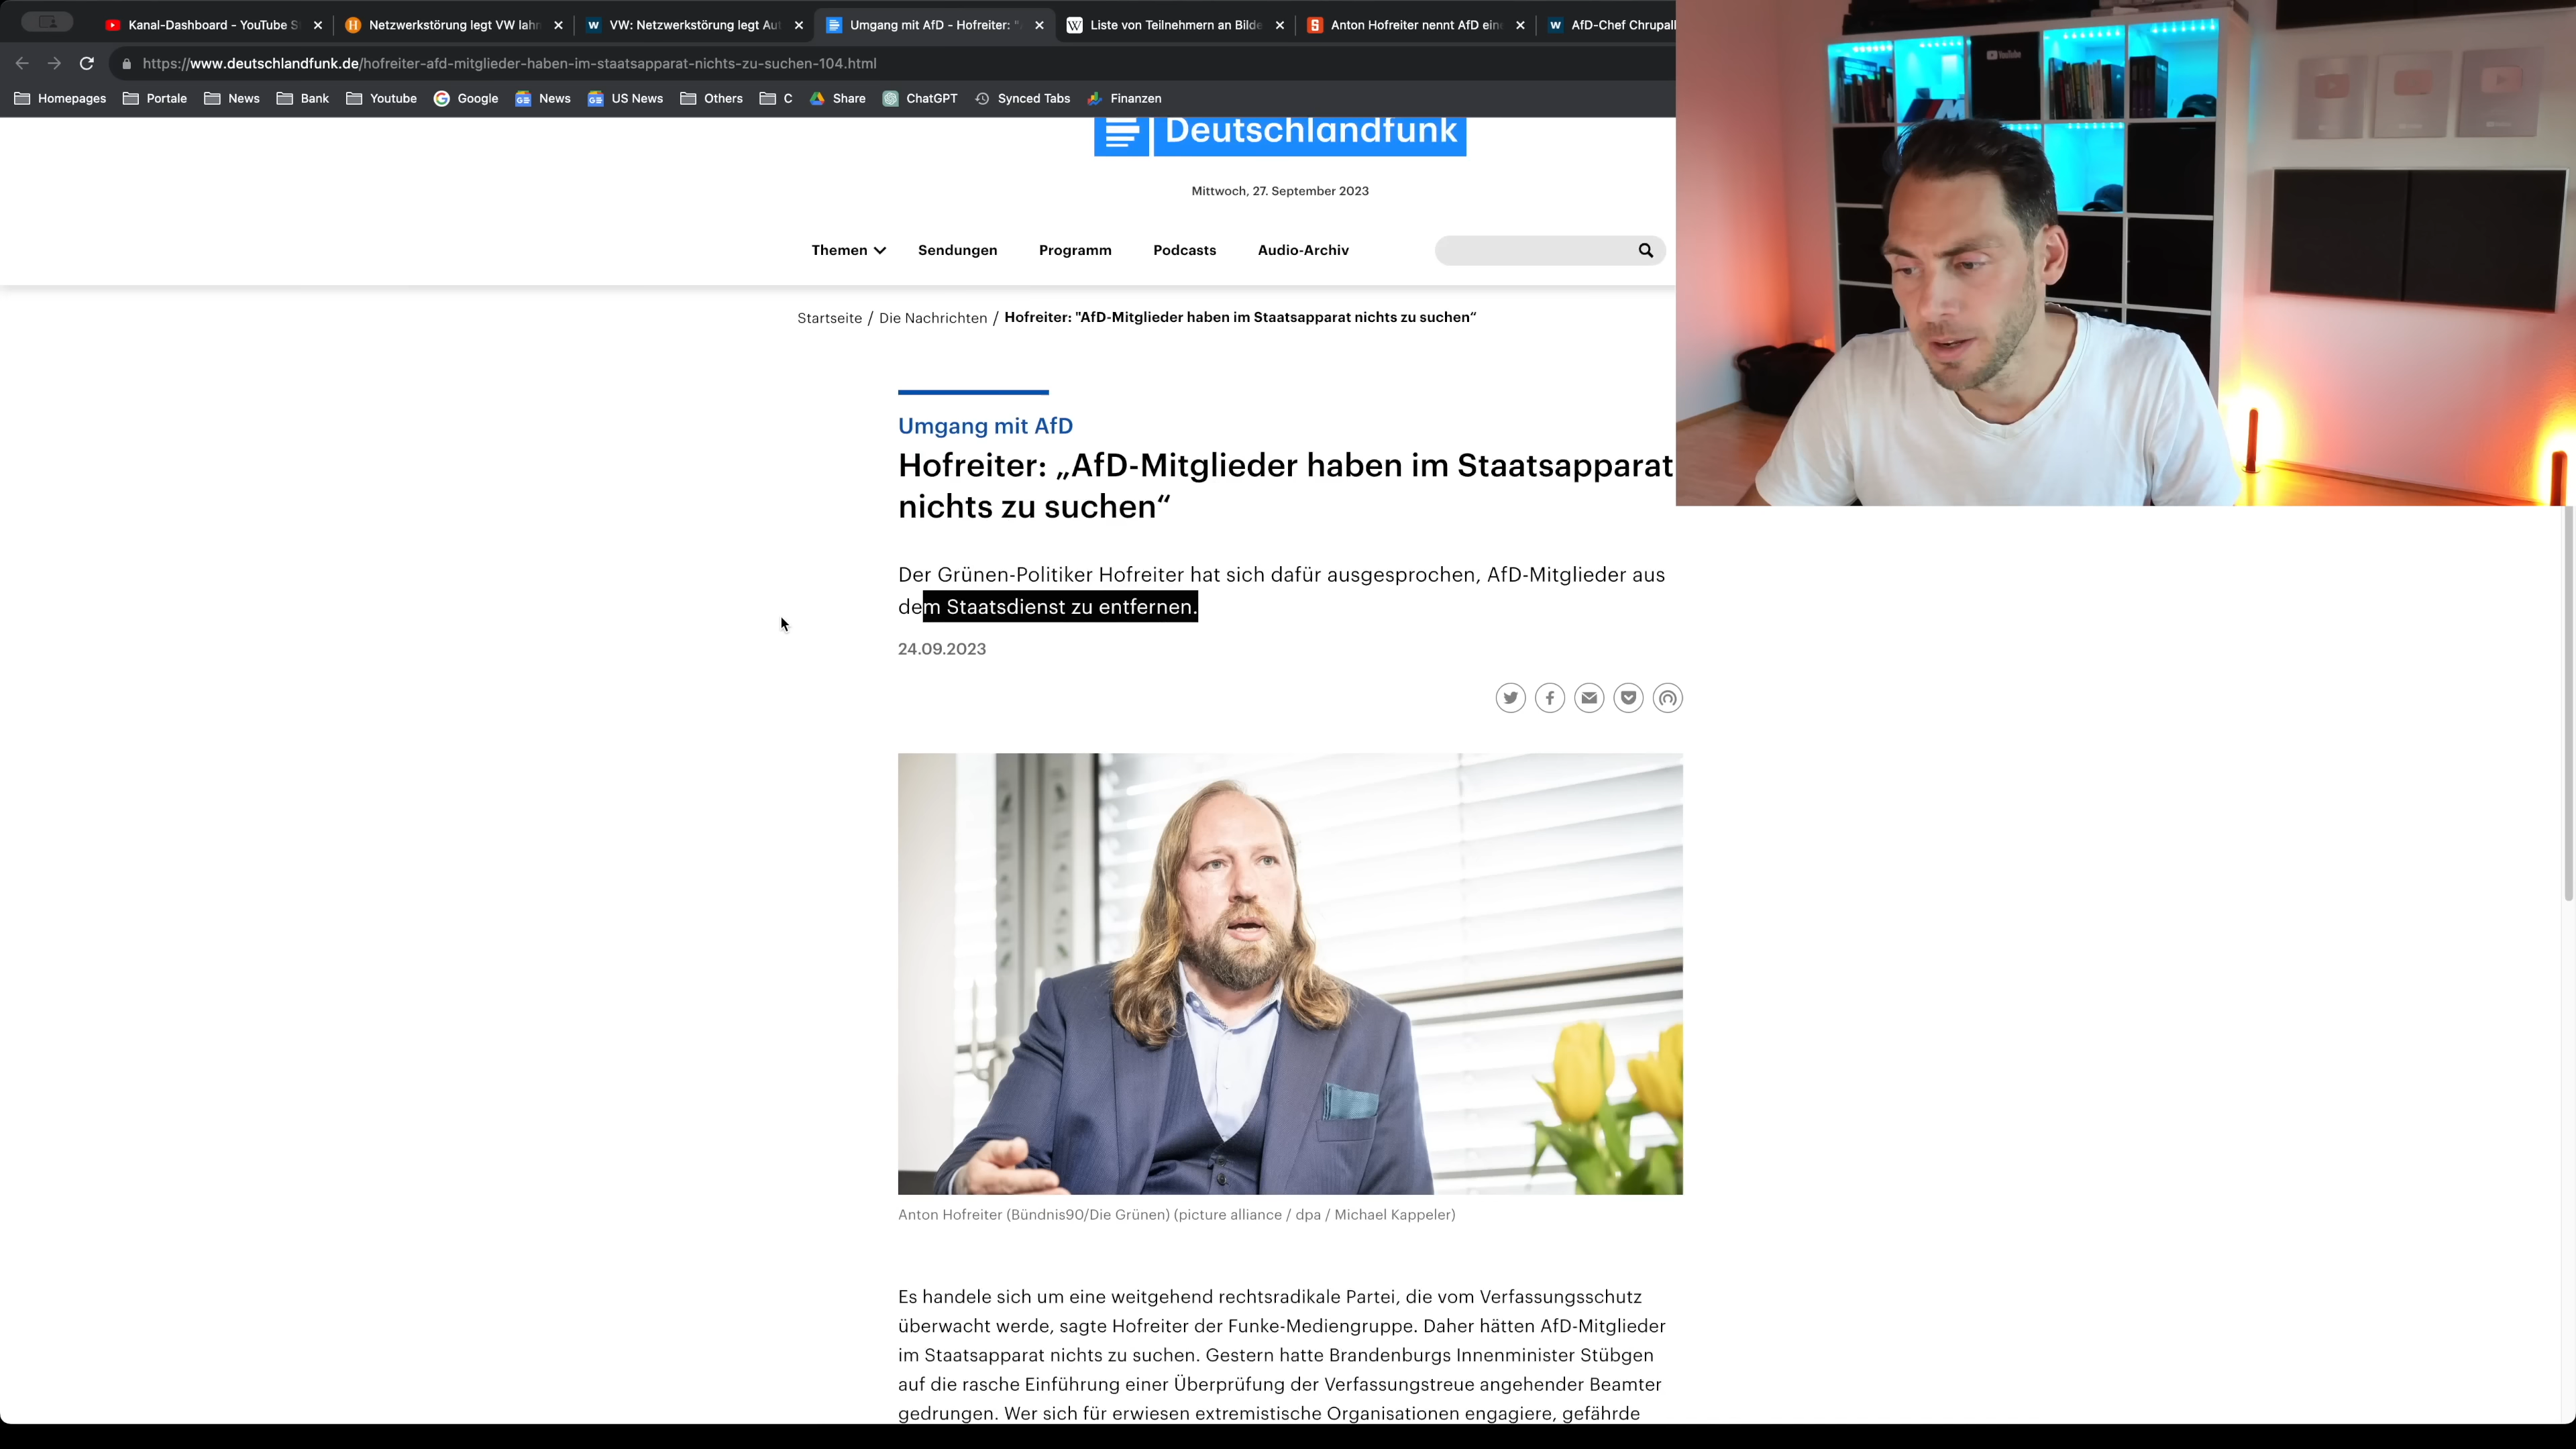 Kanal-Dashboard - YouTube S
Netzwerkstörung legt VW lahm
VW: Netzwerkstörung legt Aut
Umgang mit AfD - Hofreiter: "
Liste von Teilnehmern an Bilde
Anton Hofreiter nennt AfD ein
AfD-Chef Chrupall
https://www.deutschlandfunk.de/hofreiter-afd-mitglieder-haben-im-staatsapparat-nichts-zu-suchen-104.html
Homepages Portale News Bank Youtube Google News US News Others C Share ChatGPT Synced Tabs Finanzen
Deutschlandfunk
Mittwoch, 27. September 2023
Themen Sendungen Programm Podcasts Audio-Archiv
Startseite / Die Nachrichten / Hofreiter: "AfD-Mitglieder haben im Staatsapparat nichts zu suchen“
Umgang mit AfD
Hofreiter: „AfD-Mitglieder haben im Staatsapparat
nichts zu suchen“
Der Grünen-Politiker Hofreiter hat sich dafür ausgesprochen, AfD-Mitglieder aus
dem Staatsdienst zu entfernen.
24.09.2023
Anton Hofreiter (Bündnis90/Die Grünen) (picture alliance / dpa / Michael Kappeler)
Es handele sich um eine weitgehend rechtsradikale Partei, die vom Verfassungsschutz
überwacht werde, sagte Hofreiter der Funke-Mediengruppe. Daher hätten AfD-Mitglieder
im Staatsapparat nichts zu suchen. Gestern hatte Brandenburgs Innenminister Stübgen
auf die rasche Einführung einer Überprüfung der Verfassungstreue angehender Beamter
gedrungen. Wer sich für erwiesen extremistische Organisationen engagiere, gefährde